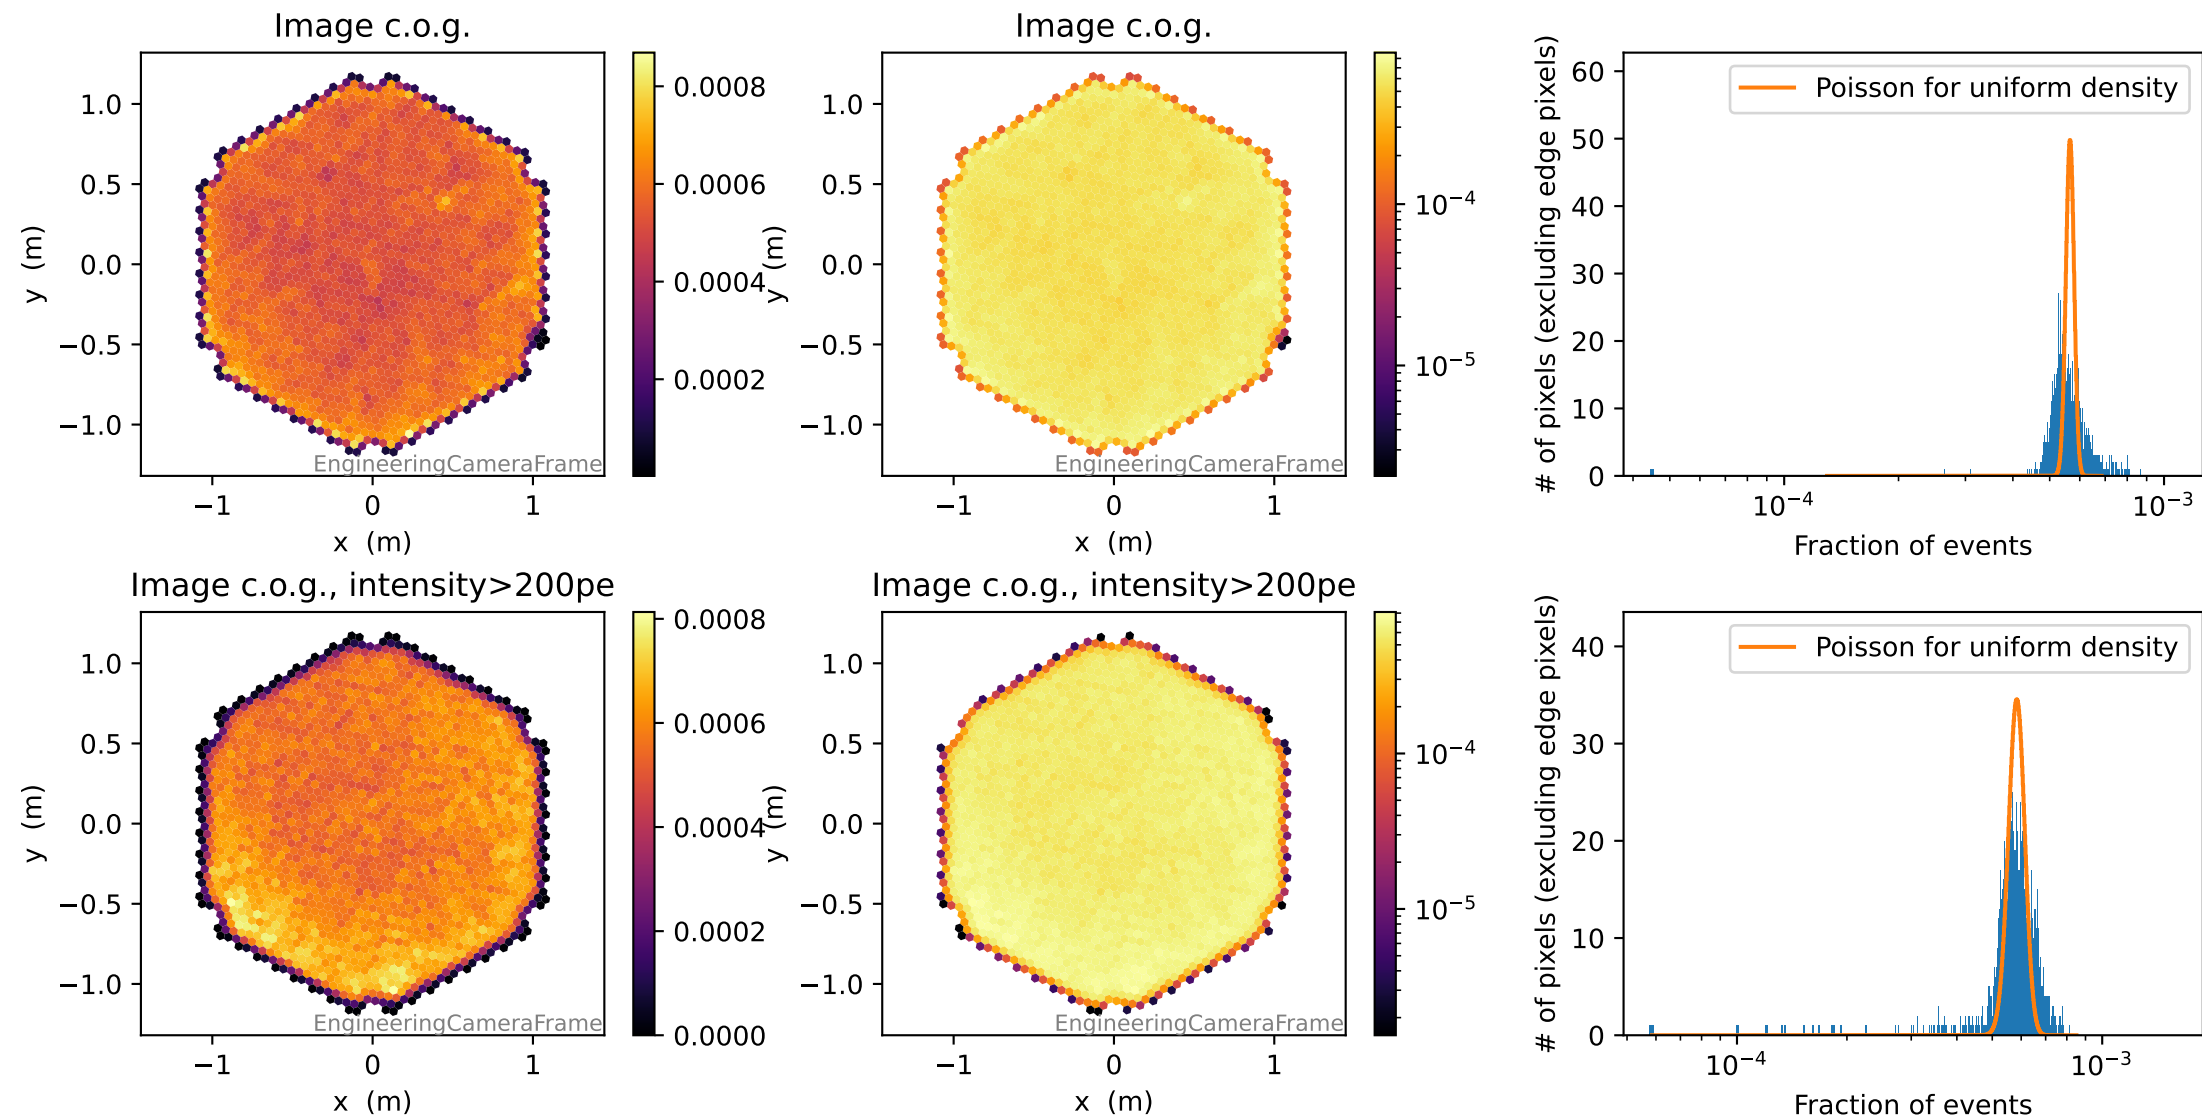 Image c.o.g.
y (m)
1.0
0.5
0.0
−0.5
−1.0
−1
0
1
x (m)
EngineeringCameraFrame
0.0008
0.0006
0.0004
0.0002
Image c.o.g.
y (m)
1.0
0.5
0.0
−0.5
−1.0
−1
0
1
x (m)
EngineeringCameraFrame
10⁻⁴
10⁻⁵
# of pixels (excluding edge pixels)
60
50
40
30
20
10
0
Poisson for uniform density
10⁻⁴
10⁻³
Fraction of events
Image c.o.g., intensity>200pe
y (m)
1.0
0.5
0.0
−0.5
−1.0
−1
0
1
x (m)
EngineeringCameraFrame
0.0008
0.0006
0.0004
0.0002
0.0000
Image c.o.g., intensity>200pe
y (m)
1.0
0.5
0.0
−0.5
−1.0
−1
0
1
x (m)
EngineeringCameraFrame
10⁻⁴
10⁻⁵
# of pixels (excluding edge pixels)
40
30
20
10
0
Poisson for uniform density
10⁻⁴
10⁻³
Fraction of events